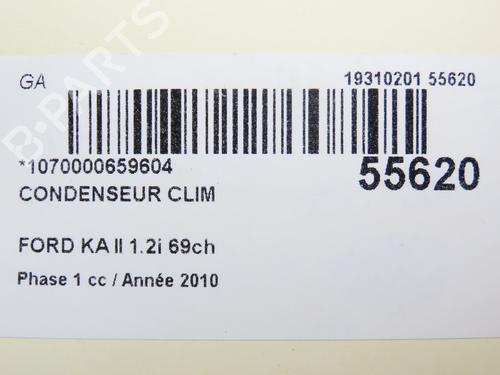 GA
19310201 55620
*1070000659604
55620
CONDENSEUR CLIM
FORD KA II 1.2i 69ch
Phase 1 cc / Année 2010
B-PARTS